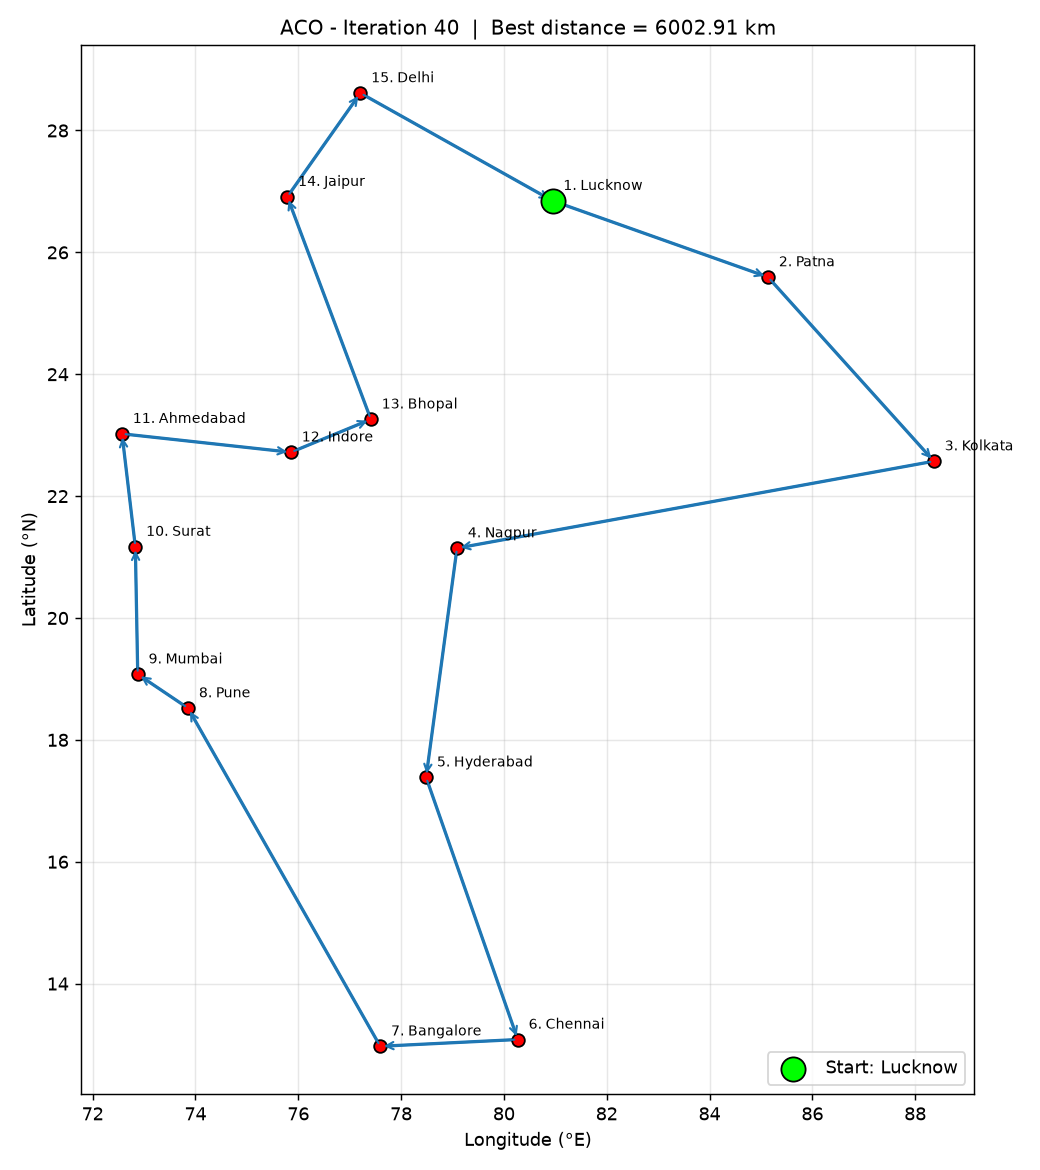 ACO - Iteration 40 | Best distance = 6002.91 km
15. Delhi
14. Jaipur
1. Lucknow
2. Patna
13. Bhopal
11. Ahmedabad
12. Indore
3. Kolkata
10. Surat
4. Nagpur
9. Mumbai
8. Pune
5. Hyderabad
7. Bangalore
6. Chennai
Start: Lucknow
28
26
24
22
20
18
16
14
Latitude (°N)
72 74 76 78 80 82 84 86 88
Longitude (°E)